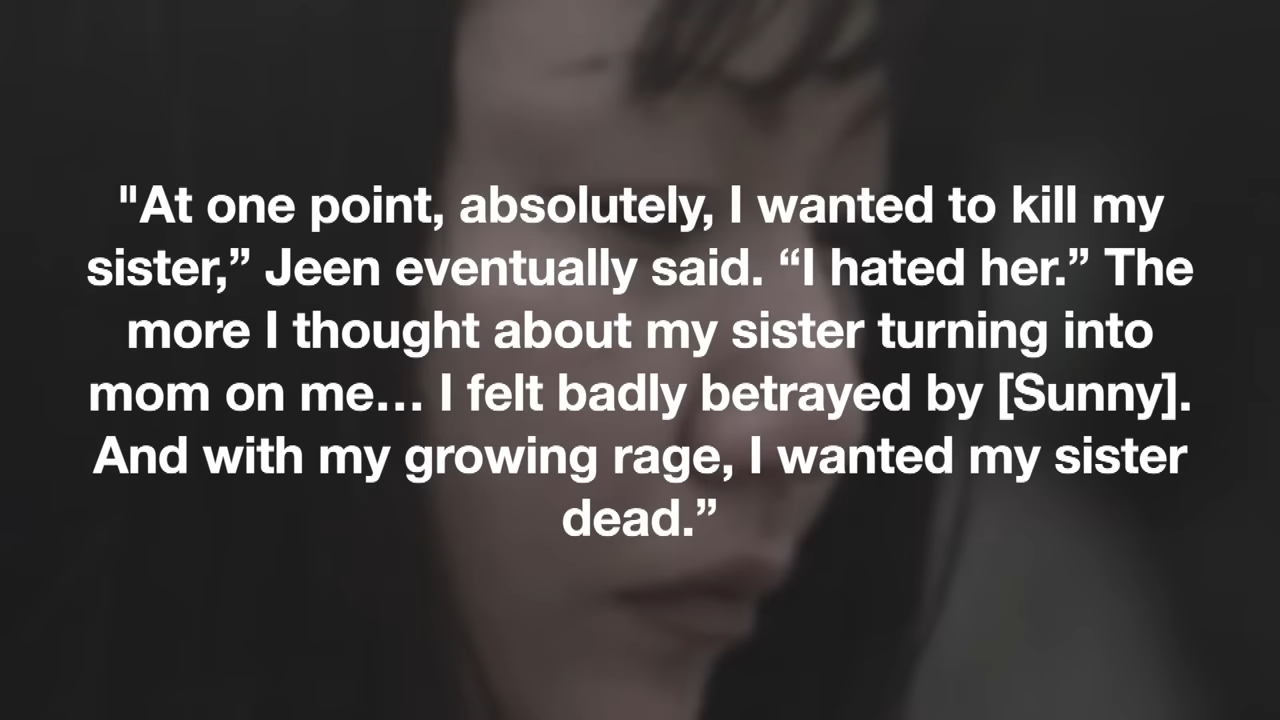 "At one point, absolutely, I wanted to kill my
sister,” Jeen eventually said. “I hated her.” The
more I thought about my sister turning into
mom on me… I felt badly betrayed by [Sunny].
And with my growing rage, I wanted my sister
dead.”